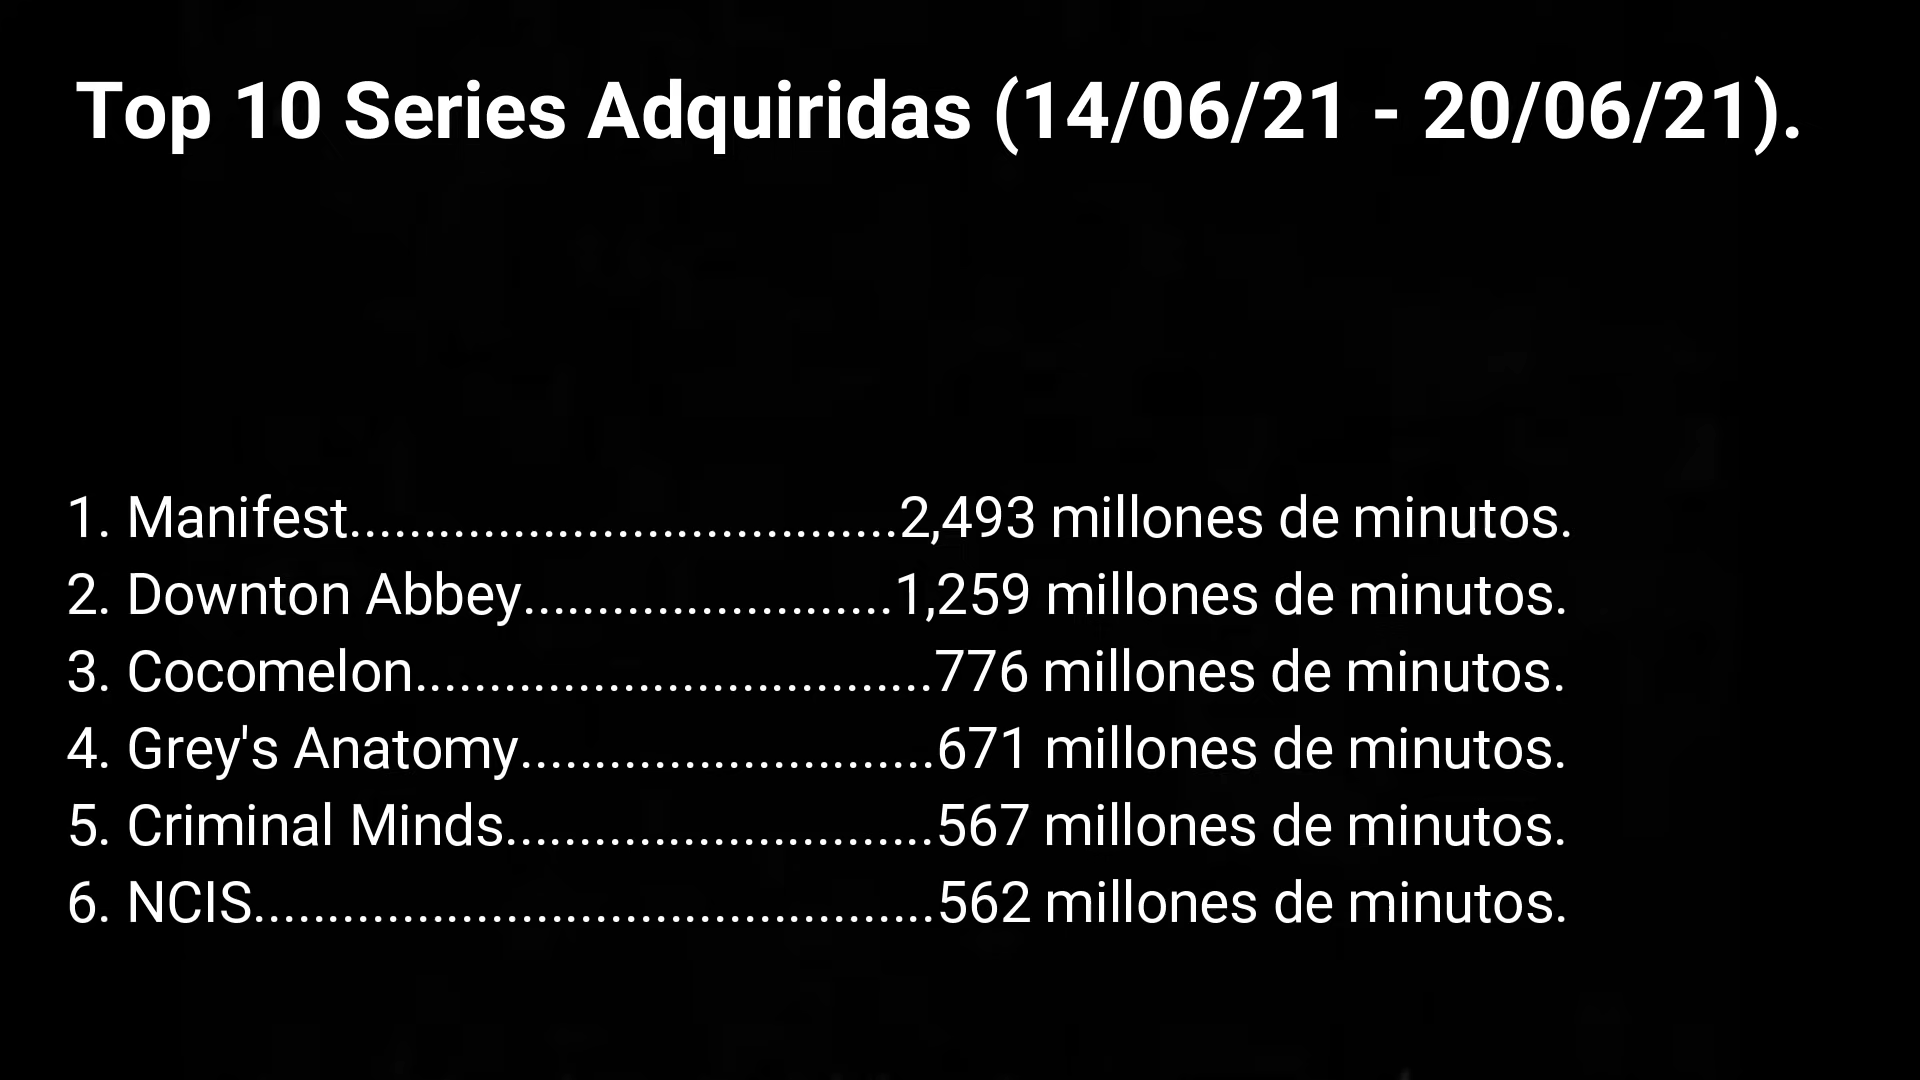 Top 10 Series Adquiridas (14/06/21 - 20/06/21).
1. Manifest.....................................2,493 millones de minutos.
2. Downton Abbey.........................1,259 millones de minutos.
3. Cocomelon...................................776 millones de minutos.
4. Grey's Anatomy............................671 millones de minutos.
5. Criminal Minds.............................567 millones de minutos.
6. NCIS..............................................562 millones de minutos.